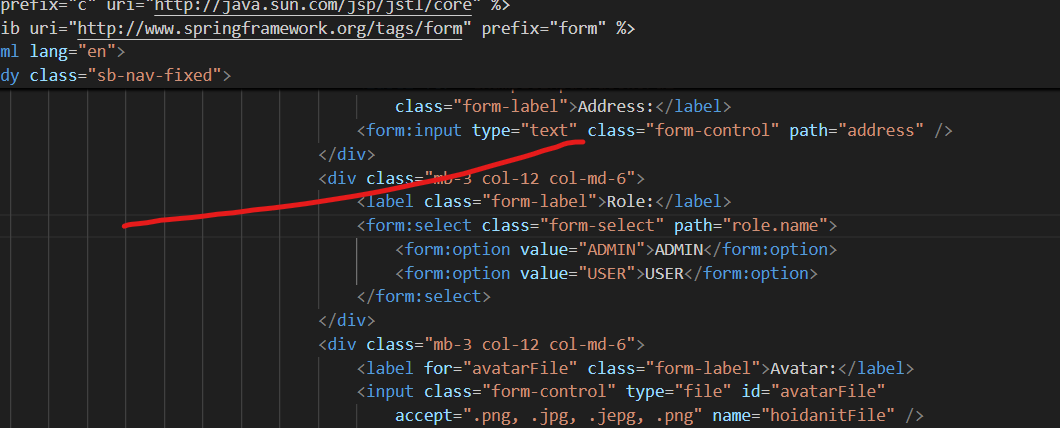 prefix="c" uri="http://java.sun.com/jsp/jstl/core" %>
ib uri="http://www.springframework.org/tags/form" prefix="form" %>
ml lang="en">
dy class="sb-nav-fixed">
class="form-label">Address:</label>
<form:input type="text" class="form-control" path="address" />
</div>
<div class="mb-3 col-12 col-md-6">
<label class="form-label">Role:</label>
<form:select class="form-select" path="role.name">
<form:option value="ADMIN">ADMIN</form:option>
<form:option value="USER">USER</form:option>
</form:select>
</div>
<div class="mb-3 col-12 col-md-6">
<label for="avatarFile" class="form-label">Avatar:</label>
<input class="form-control" type="file" id="avatarFile"
accept=".png, .jpg, .jepg, .png" name="hoidanitFile" />